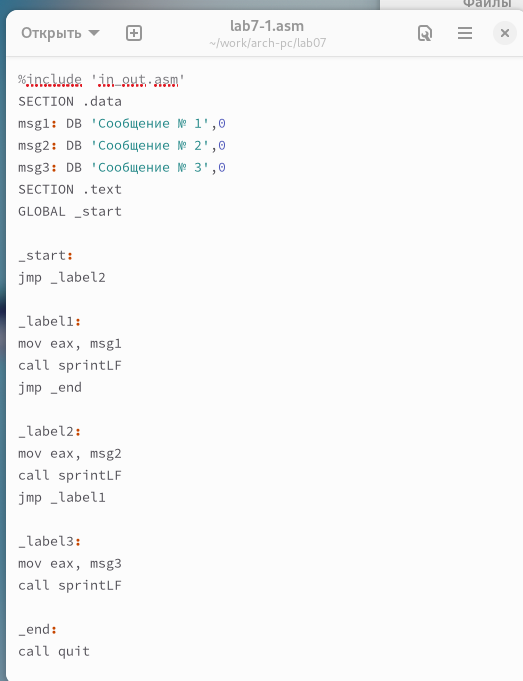 Файлы
Открыть
lab7-1.asm
~/work/arch-pc/lab07
%include 'in_out.asm'
SECTION .data
msg1: DB 'Сообщение № 1',0
msg2: DB 'Сообщение № 2',0
msg3: DB 'Сообщение № 3',0
SECTION .text
GLOBAL _start
_start:
jmp _label2
_label1:
mov eax, msg1
call sprintLF
jmp _end
_label2:
mov eax, msg2
call sprintLF
jmp _label1
_label3:
mov eax, msg3
call sprintLF
_end:
call quit